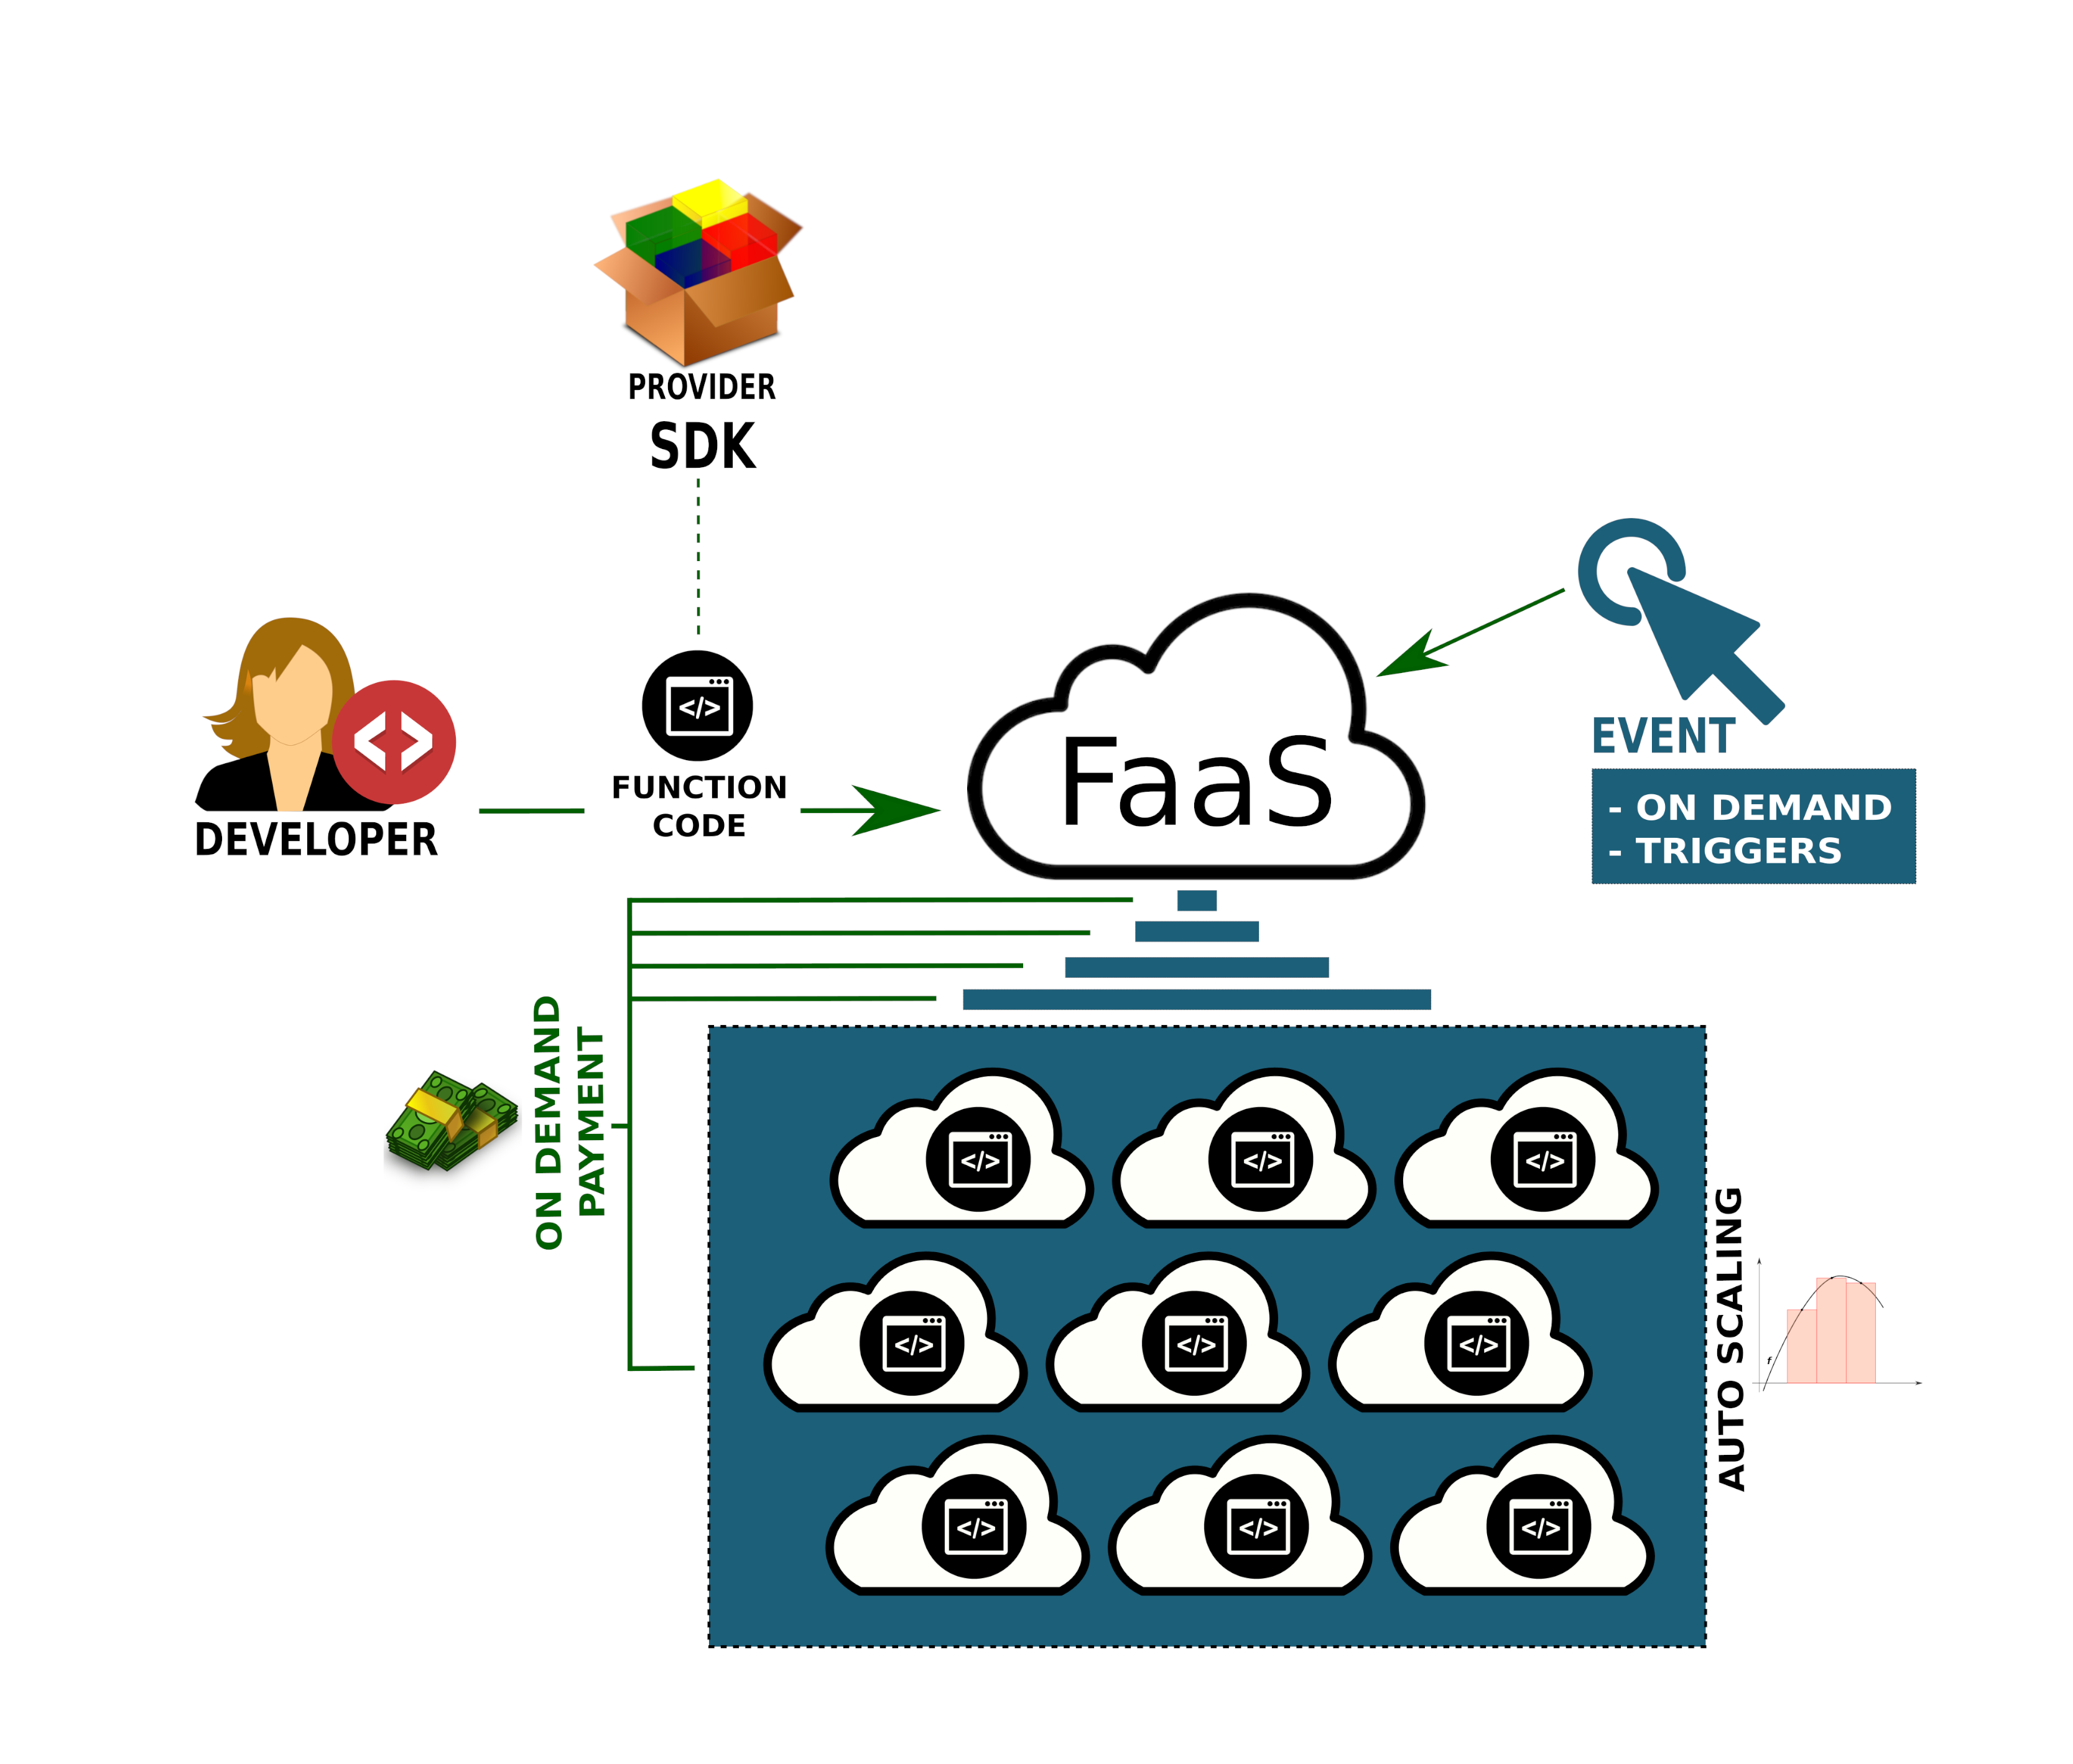 PROVIDER
SDK
</>
FUNCTION
CODE
DEVELOPER
FaaS
EVENT
- ON DEMAND
- TRIGGERS
ON DEMAND
PAYMENT
</>
</>
</>
</>
</>
</>
</>
</>
</>
AUTO SCALING
f